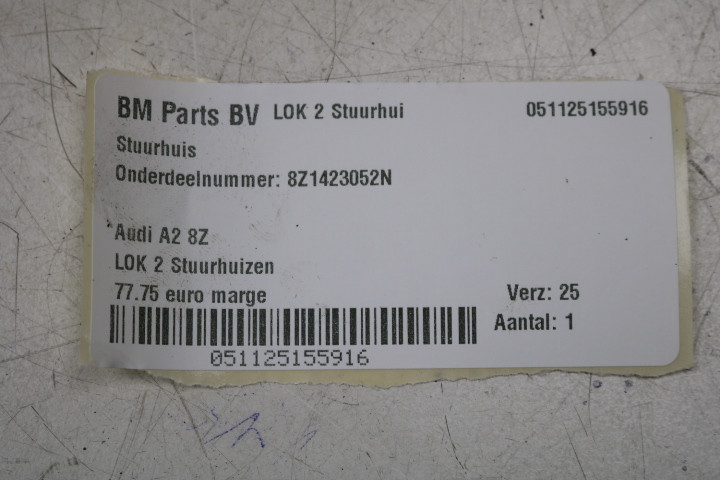 BM Parts BV LOK 2 Stuurhui 051125155916
Stuurhuis
Onderdeelnummer: 8Z1423052N
Audi A2 8Z
LOK 2 Stuurhuizen
77.75 euro marge Verz: 25
Aantal: 1
051125155916